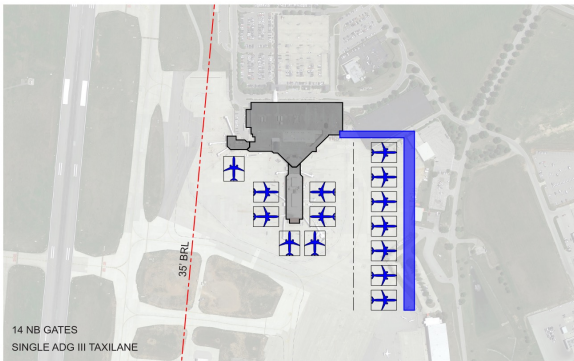 35' BRL
14 NB GATES
SINGLE ADG III TAXILANE